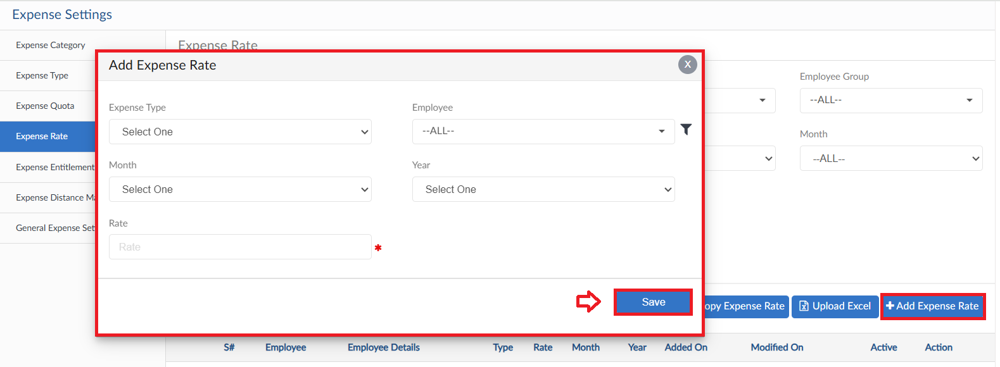 Expense Settings
Expense Category
Expense Type
Expense Quota
Expense Rate
Expense Entitlement
Expense Distance Ma
General Expense Set
Expense Rate
Employee Group
--ALL--
Month
--ALL--
Add Expense Rate
X
Expense Type
Employee
Select One
--ALL--
Month
Year
Select One
Select One
Rate
Rate
*
Save
opy Expense Rate
Upload Excel
+ Add Expense Rate
S# Employee Employee Details Type Rate Month Year Added On Modified On Active Action